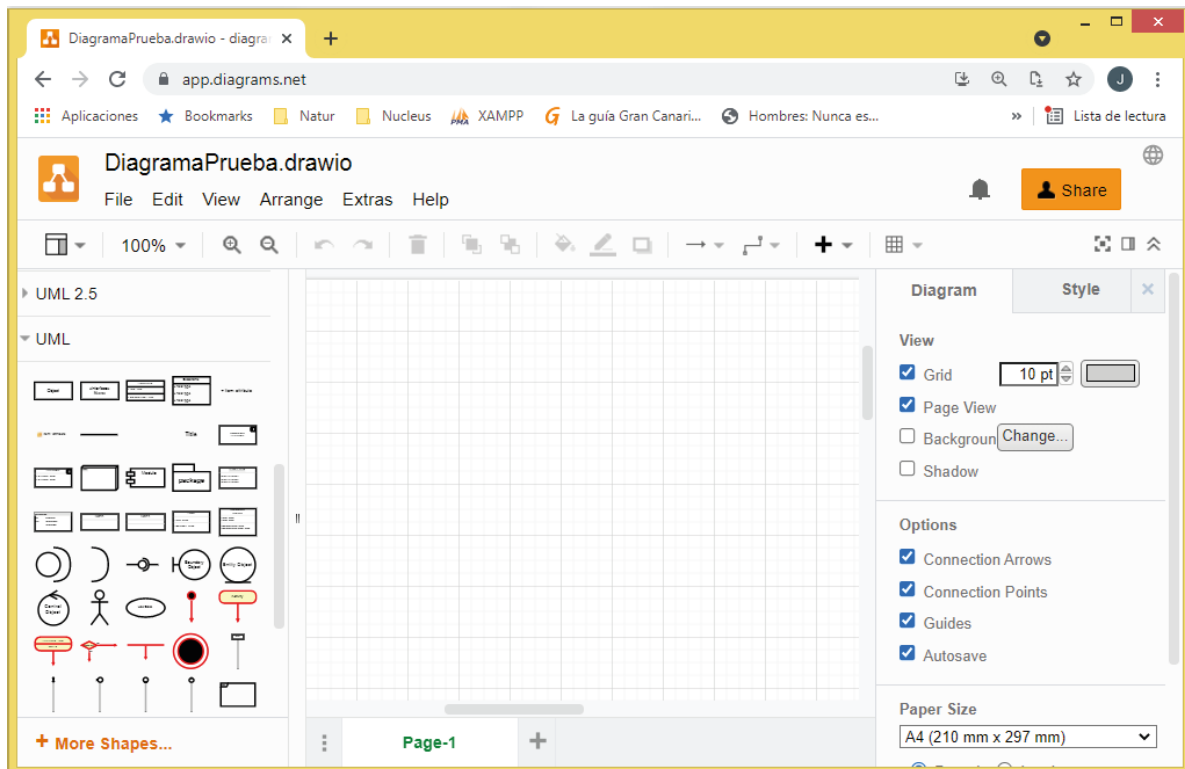 DiagramaPrueba.drawio - diagra
app.diagrams.net
J
Aplicaciones Bookmarks Natur Nucleus PMA XAMPP La guía Gran Canari... Hombres: Nunca es... » Lista de lectura
DiagramaPrueba.drawio
File Edit View Arrange Extras Help
Share
100%
UML 2.5
UML
Title
package
Diagram Style
View
Grid 10 pt
Page View
Backgroun Change...
Shadow
Options
Connection Arrows
Connection Points
Guides
Autosave
Paper Size
A4 (210 mm x 297 mm)
+ More Shapes...
Page-1